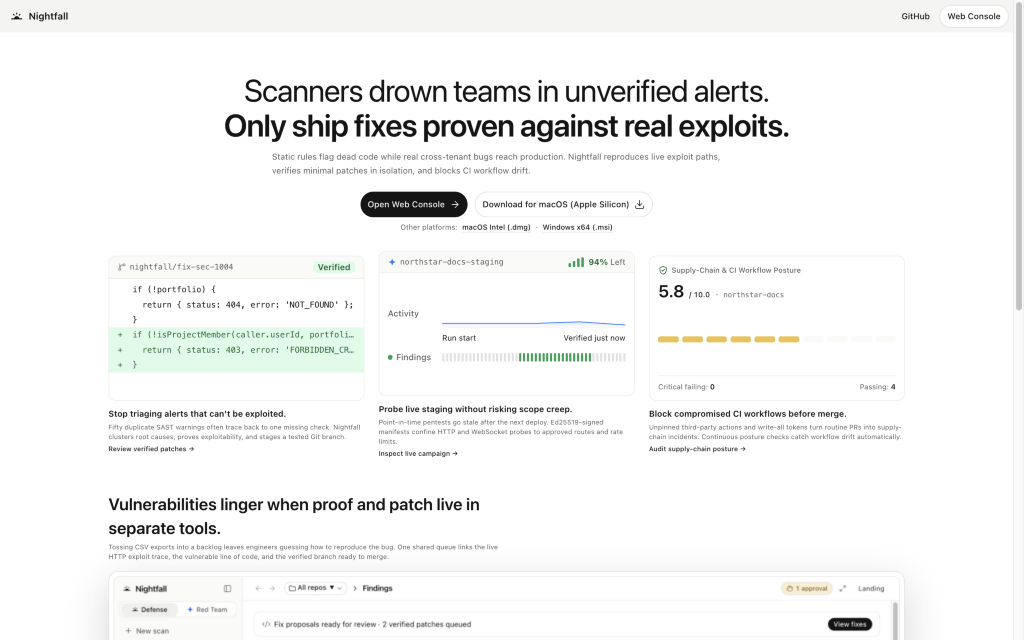 Nightfall
GitHub
Web Console
Scanners drown teams in unverified alerts.
Only ship fixes proven against real exploits.
Static rules flag dead code while real cross-tenant bugs reach production. Nightfall reproduces live exploit paths,
verifies minimal patches in isolation, and blocks CI workflow drift.
Open Web Console →
Download for macOS (Apple Silicon)
Other platforms: macOS Intel (.dmg) · Windows x64 (.msi)
nightfall/fix-sec-1004
Verified
if (!portfolio) {
return { status: 404, error: 'NOT_FOUND' };
}
+ if (!isProjectMember(caller.userId, portfoli…
+ return { status: 403, error: 'FORBIDDEN_CR…
+ }
Stop triaging alerts that can't be exploited.
Fifty duplicate SAST warnings often trace back to one missing check. Nightfall
clusters root causes, proves exploitability, and stages a tested Git branch.
Review verified patches →
northstar-docs-staging
94% Left
Activity
Run start
Verified just now
Findings
Probe live staging without risking scope creep.
Point-in-time pentests go stale after the next deploy. Ed25519-signed
manifests confine HTTP and WebSocket probes to approved routes and rate
limits.
Inspect live campaign →
Supply-Chain & CI Workflow Posture
5.8 / 10.0 · northstar-docs
Critical failing: 0
Passing: 4
Block compromised CI workflows before merge.
Unpinned third-party actions and write-all tokens turn routine PRs into supply-
chain incidents. Continuous posture checks catch workflow drift automatically.
Audit supply-chain posture →
Vulnerabilities linger when proof and patch live in
separate tools.
Tossing CSV exports into a backlog leaves engineers guessing how to reproduce the bug. One shared queue links the live
HTTP exploit trace, the vulnerable line of code, and the verified branch ready to merge.
Nightfall
← →
All repos ▼
› Findings
1 approval
Landing
Defense
Red Team
+ New scan
</> Fix proposals ready for review · 2 verified patches queued
View fixes